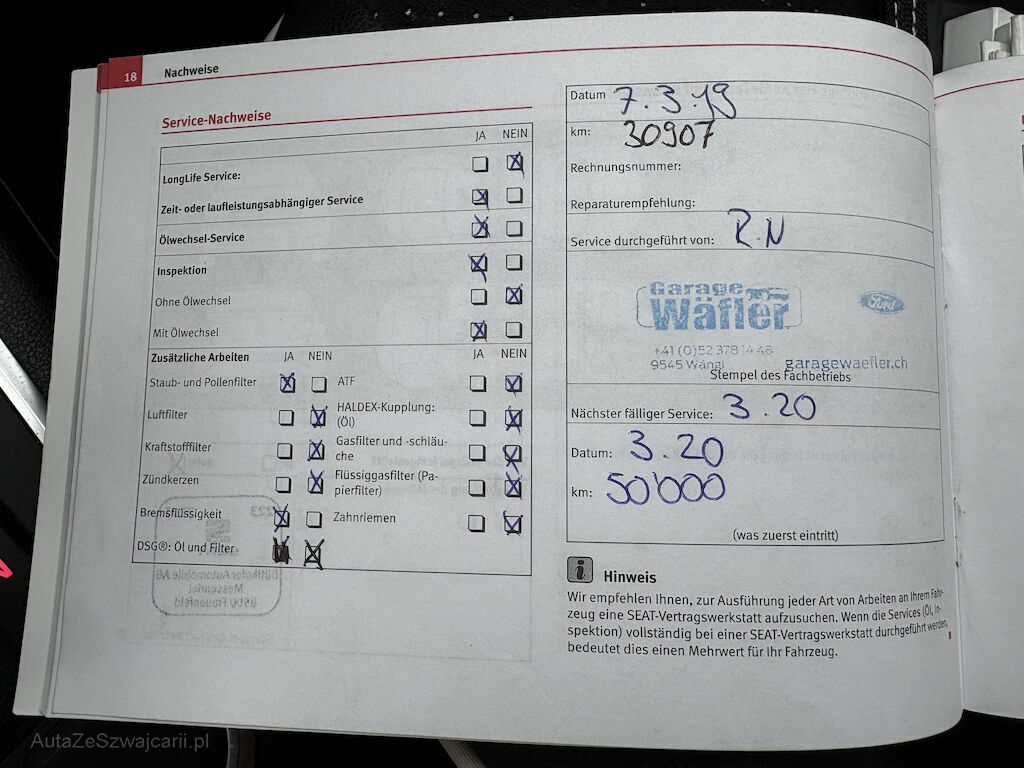 18 Nachweise
Service-Nachweise
JA NEIN
LongLife Service:
Zeit- oder laufleistungsabhängiger Service
Ölwechsel-Service
Inspektion
Ohne Ölwechsel
Mit Ölwechsel
Zusätzliche Arbeiten JA NEIN JA NEIN
Staub- und Pollenfilter ATF
Luftfilter HALDEX-Kupplung:
(Öl)
Kraftstofffilter Gasfilter und -schläu-
che
Zündkerzen Flüssiggasfilter (Pa-
pierfilter)
Bremsflüssigkeit Zahnriemen
DSG®: Öl und Filter
Datum 7.3.19
km: 30907
Rechnungsnummer:
Reparaturempfehlung:
Service durchgeführt von: R.N
Garage
Wäfler
Ford
+41 (0)52 378 14 48
9545 Wängi garagewaefler.ch
Stempel des Fachbetriebs
Nächster fälliger Service: 3.20
Datum: 3.20
km: 50'000
(was zuerst eintritt)
i Hinweis
Wir empfehlen Ihnen, zur Ausführung jeder Art von Arbeiten an Ihrem Fahr-
zeug eine SEAT-Vertragswerkstatt aufzusuchen. Wenn die Services (Öl, In-
spektion) vollständig bei einer SEAT-Vertragswerkstatt durchgeführt werden,
bedeutet dies einen Mehrwert für Ihr Fahrzeug.
Büttikofer Automobile AG
Messenriet
8500 Frauenfeld
AutaZeSzwajcarii.pl